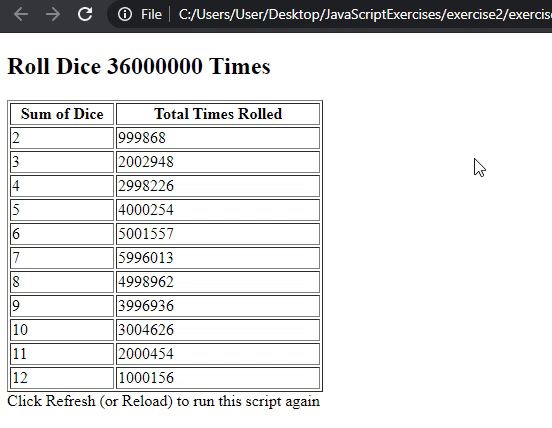 File | C:/Users/User/Desktop/JavaScriptExercises/exercise2/exercise
Roll Dice 36000000 Times
Sum of Dice Total Times Rolled
2 999868
3 2002948
4 2998226
5 4000254
6 5001557
7 5996013
8 4998962
9 3996936
10 3004626
11 2000454
12 1000156
Click Refresh (or Reload) to run this script again